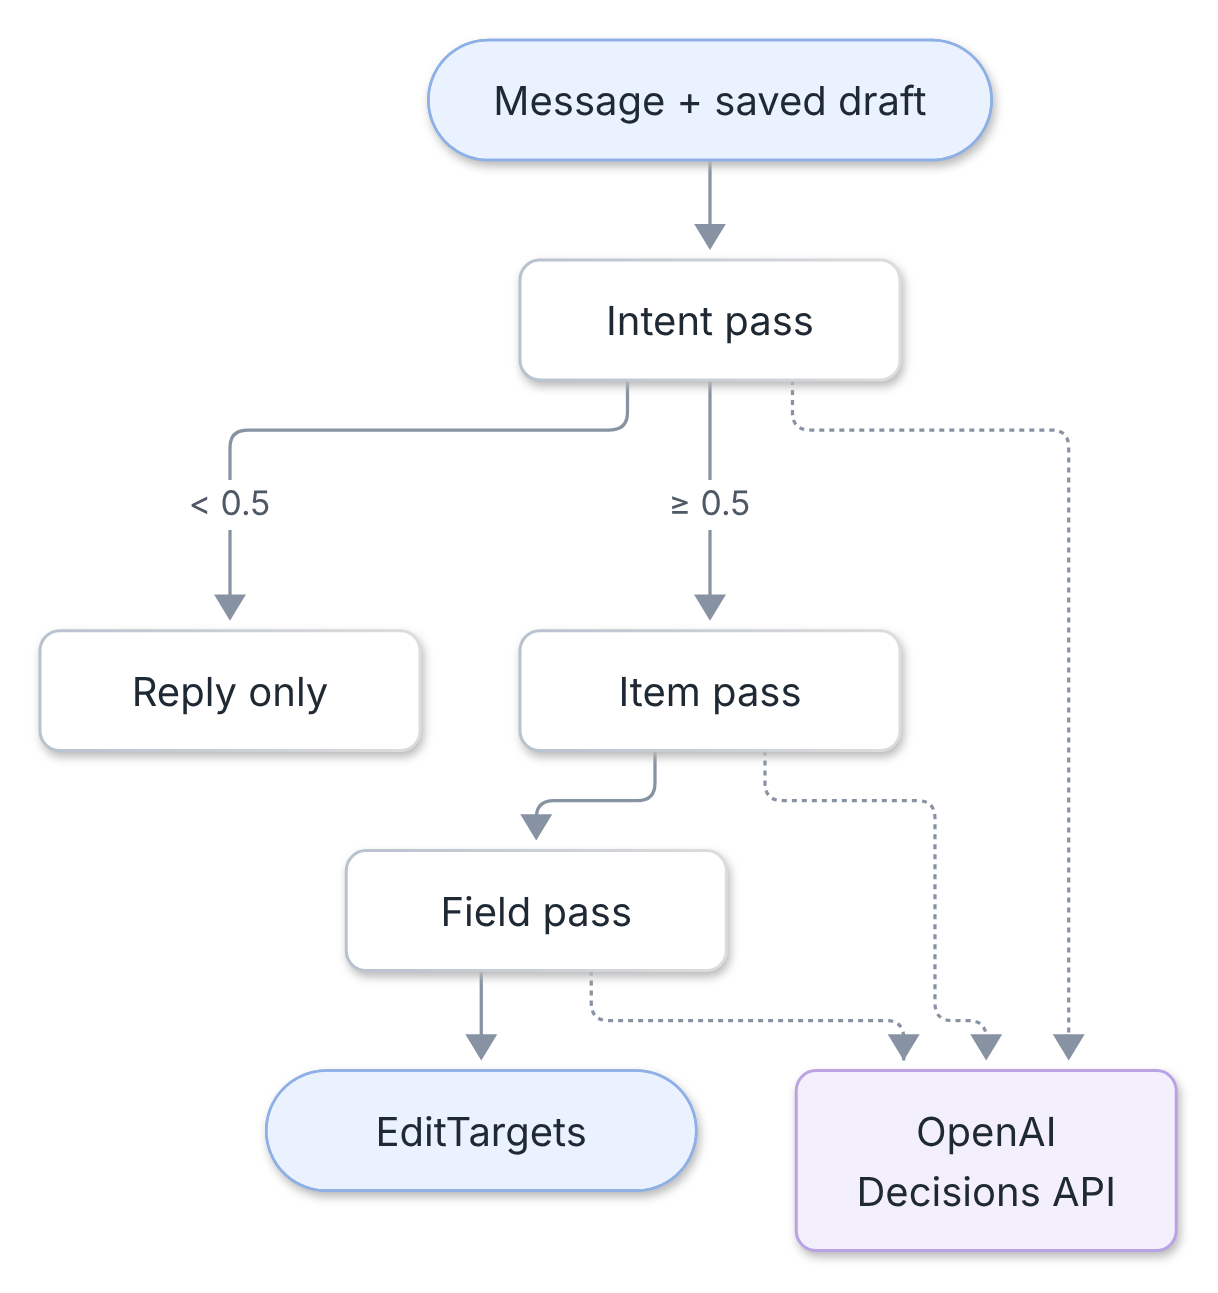 Message + saved draft
Intent pass
< 0.5
≥ 0.5
Reply only
Item pass
Field pass
EditTargets
OpenAI
Decisions API